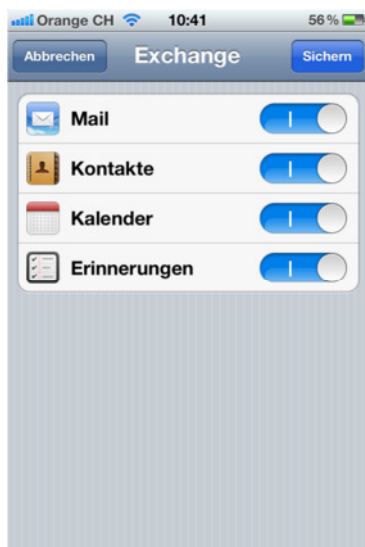 Orange CH 10:41 56 %
Abbrechen Exchange Sichern
Mail
Kontakte
Kalender
Erinnerungen